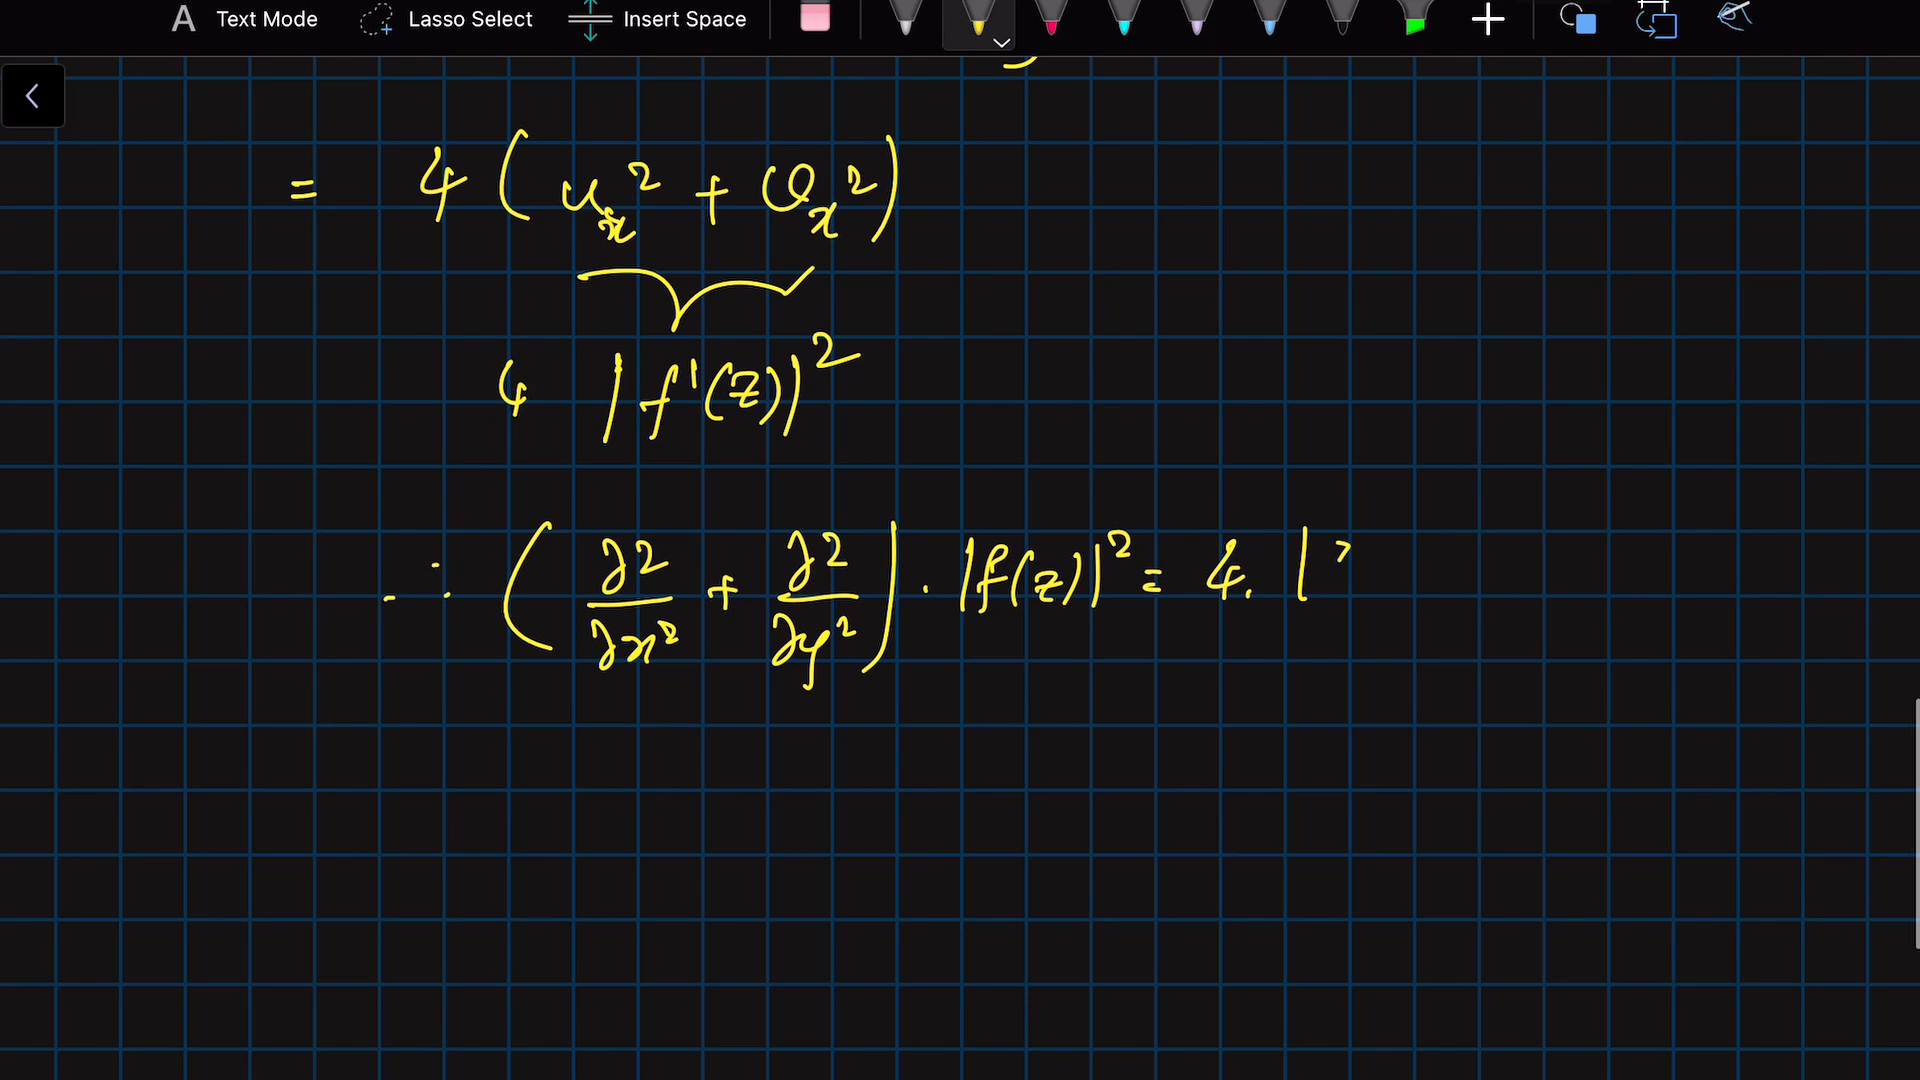 Text Mode Lasso Select Insert Space
= 4 ( u_x^2 + v_x^2 )
4 |f'(z)|^2
∴ ( ∂2/∂x^2 + ∂2/∂y^2 ) . |f(z)|^2 = 4. |